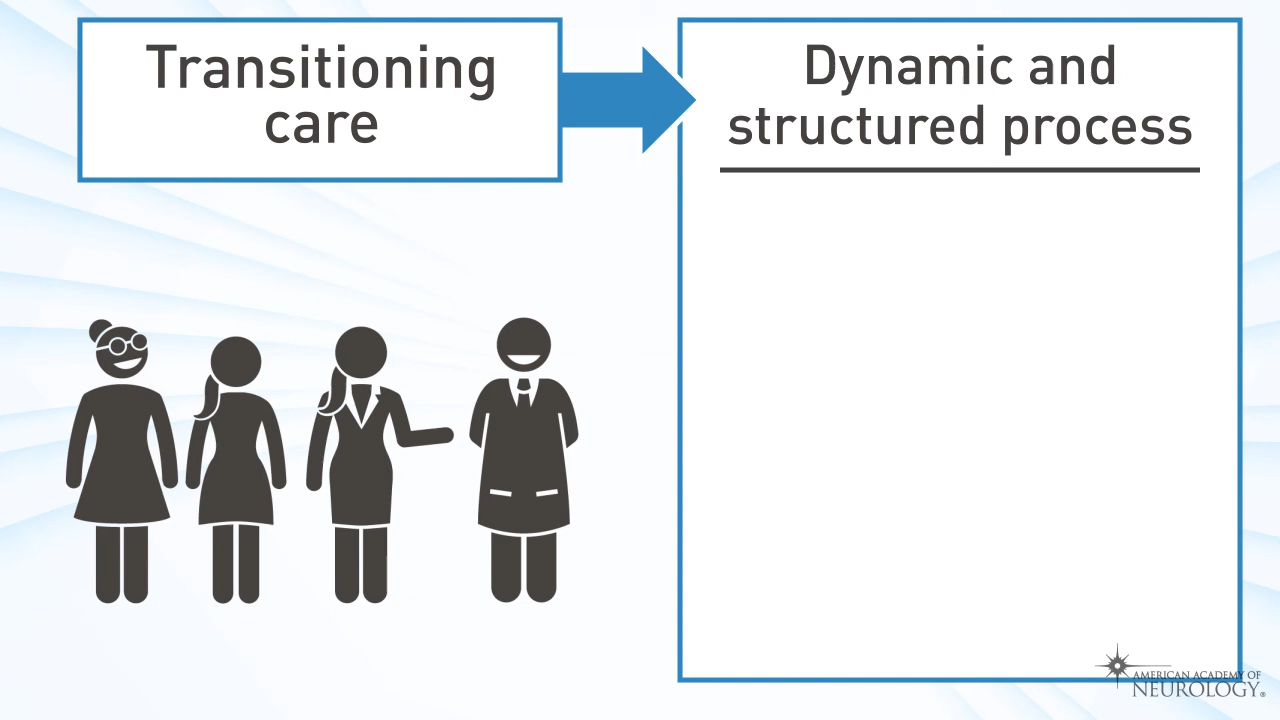 Transitioning
care
Dynamic and
structured process
AMERICAN ACADEMY OF
NEUROLOGY®